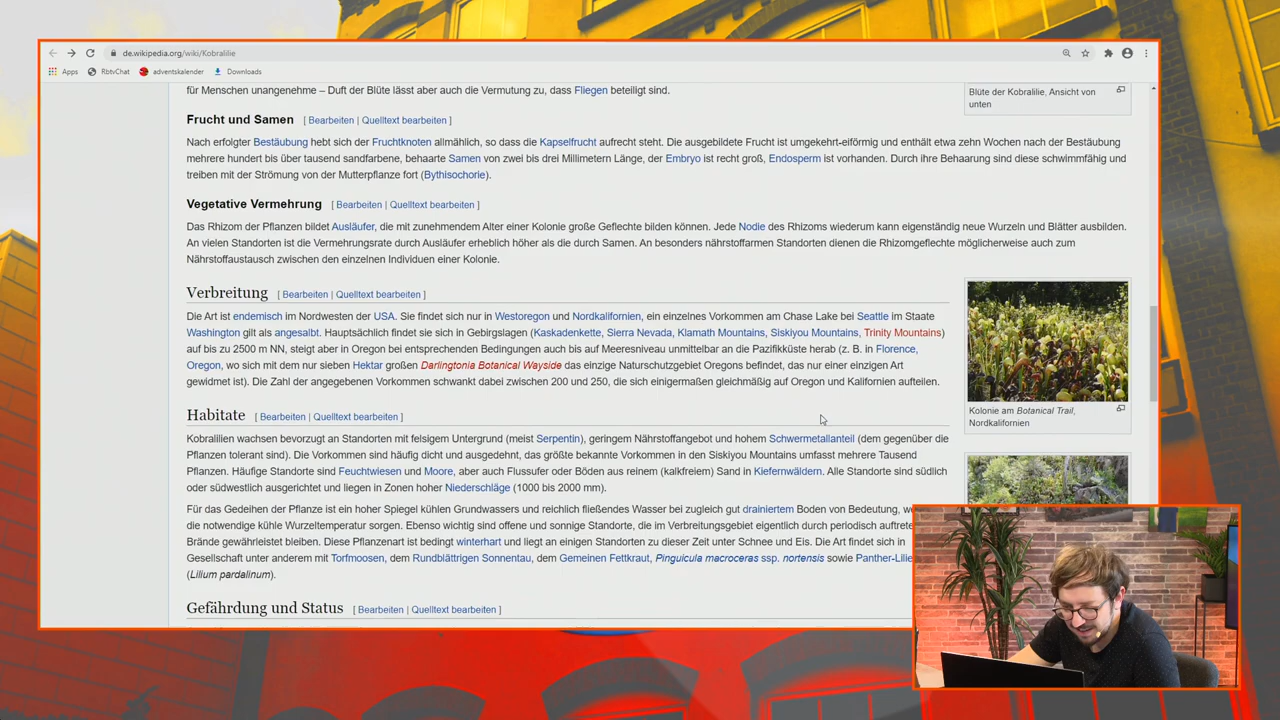 de.wikipedia.org/wiki/Kobralilie
Apps RbtvChat adventskalender Downloads
für Menschen unangenehme – Duft der Blüte lässt aber auch die Vermutung zu, dass Fliegen beteiligt sind.
Blüte der Kobralilie, Ansicht von
unten
Frucht und Samen [ Bearbeiten | Quelltext bearbeiten ]
Nach erfolgter Bestäubung hebt sich der Fruchtknoten allmählich, so dass die Kapselfrucht aufrecht steht. Die ausgebildete Frucht ist umgekehrt-eiförmig und enthält etwa zehn Wochen nach der Bestäubung
mehrere hundert bis über tausend sandfarbene, behaarte Samen von zwei bis drei Millimetern Länge, der Embryo ist recht groß, Endosperm ist vorhanden. Durch ihre Behaarung sind diese schwimmfähig und
treiben mit der Strömung von der Mutterpflanze fort (Bythisochorie).
Vegetative Vermehrung [ Bearbeiten | Quelltext bearbeiten ]
Das Rhizom der Pflanzen bildet Ausläufer, die mit zunehmendem Alter einer Kolonie große Geflechte bilden können. Jede Nodie des Rhizoms wiederum kann eigenständig neue Wurzeln und Blätter ausbilden.
An vielen Standorten ist die Vermehrungsrate durch Ausläufer erheblich höher als die durch Samen. An besonders nährstoffarmen Standorten dienen die Rhizomgeflechte möglicherweise auch zum
Nährstoffaustausch zwischen den einzelnen Individuen einer Kolonie.
Verbreitung [ Bearbeiten | Quelltext bearbeiten ]
Die Art ist endemisch im Nordwesten der USA. Sie findet sich nur in Westoregon und Nordkalifornien, ein einzelnes Vorkommen am Chase Lake bei Seattle im Staate
Washington gilt als angesalbt. Hauptsächlich findet sie sich in Gebirgslagen (Kaskadenkette, Sierra Nevada, Klamath Mountains, Siskiyou Mountains, Trinity Mountains)
auf bis zu 2500 m NN, steigt aber in Oregon bei entsprechenden Bedingungen auch bis auf Meeresniveau unmittelbar an die Pazifikküste herab (z. B. in Florence,
Oregon, wo sich mit dem nur sieben Hektar großen Darlingtonia Botanical Wayside das einzige Naturschutzgebiet Oregons befindet, das nur einer einzigen Art
gewidmet ist). Die Zahl der angegebenen Vorkommen schwankt dabei zwischen 200 und 250, die sich einigermaßen gleichmäßig auf Oregon und Kalifornien aufteilen.
Kolonie am Botanical Trail,
Nordkalifornien
Habitate [ Bearbeiten | Quelltext bearbeiten ]
Kobralilien wachsen bevorzugt an Standorten mit felsigem Untergrund (meist Serpentin), geringem Nährstoffangebot und hohem Schwermetallanteil (dem gegenüber die
Pflanzen tolerant sind). Die Vorkommen sind häufig dicht und ausgedehnt, das größte bekannte Vorkommen in den Siskiyou Mountains umfasst mehrere Tausend
Pflanzen. Häufige Standorte sind Feuchtwiesen und Moore, aber auch Flussufer oder Böden aus reinem (kalkfreiem) Sand in Kiefernwäldern. Alle Standorte sind südlich
oder südwestlich ausgerichtet und liegen in Zonen hoher Niederschläge (1000 bis 2000 mm).
Für das Gedeihen der Pflanze ist ein hoher Spiegel kühlen Grundwassers und reichlich fließendes Wasser bei zugleich gut drainiertem Boden von Bedeutung, we
die notwendige kühle Wurzeltemperatur sorgen. Ebenso wichtig sind offene und sonnige Standorte, die im Verbreitungsgebiet eigentlich durch periodisch auftrete
Brände gewährleistet bleiben. Diese Pflanzenart ist bedingt winterhart und liegt an einigen Standorten zu dieser Zeit unter Schnee und Eis. Die Art findet sich in
Gesellschaft unter anderem mit Torfmoosen, dem Rundblättrigen Sonnentau, dem Gemeinen Fettkraut, Pinguicula macroceras ssp. nortensis sowie Panther-Lilie
(Lilium pardalinum).
Gefährdung und Status [ Bearbeiten | Quelltext bearbeiten ]